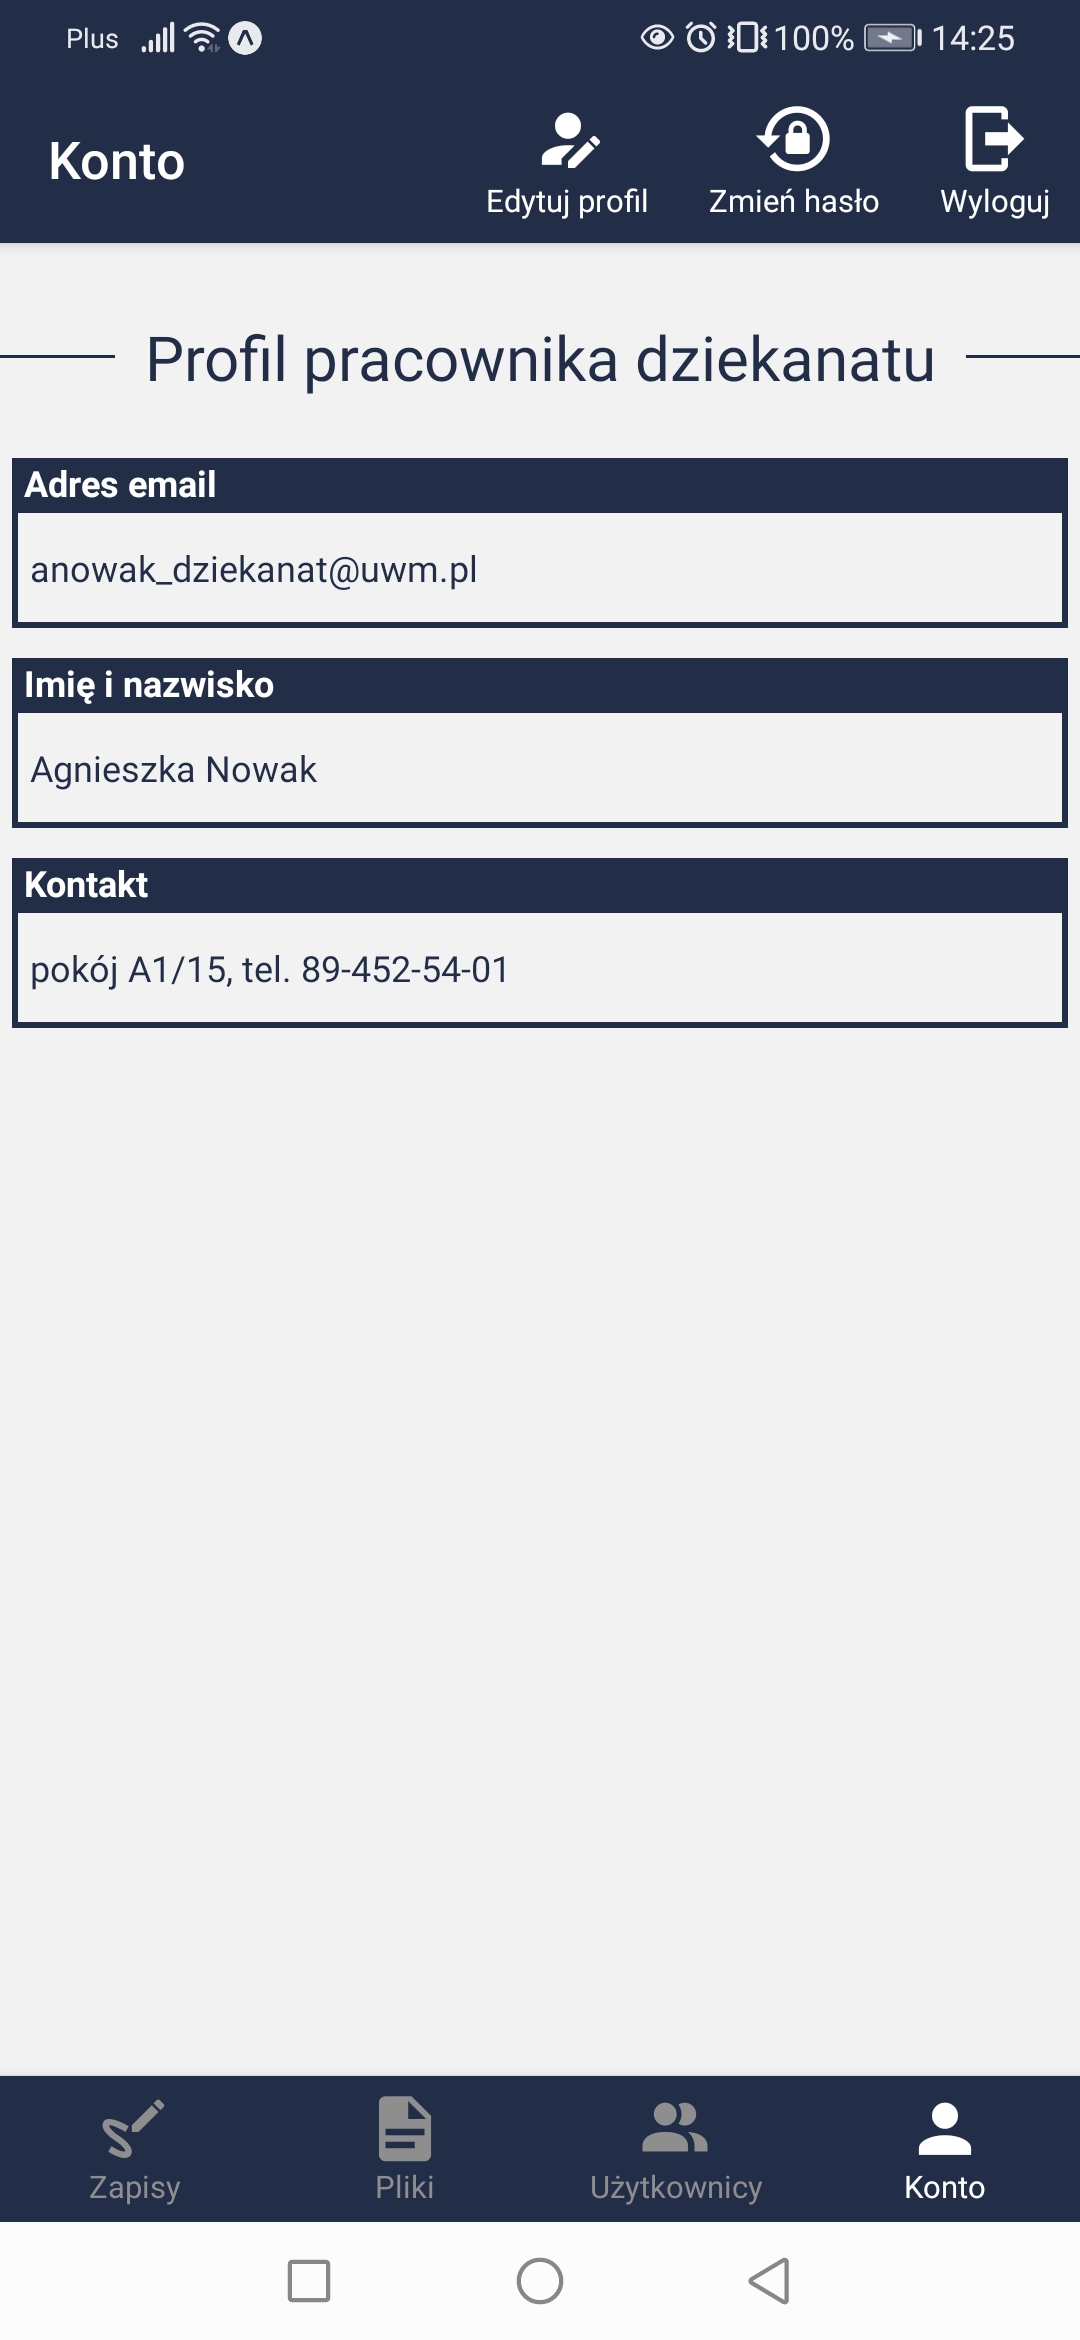 Plus 100% 14:25
Konto
Edytuj profil Zmień hasło Wyloguj
Profil pracownika dziekanatu
Adres email
anowak_dziekanat@uwm.pl
Imię i nazwisko
Agnieszka Nowak
Kontakt
pokój A1/15, tel. 89-452-54-01
Zapisy Pliki Użytkownicy Konto